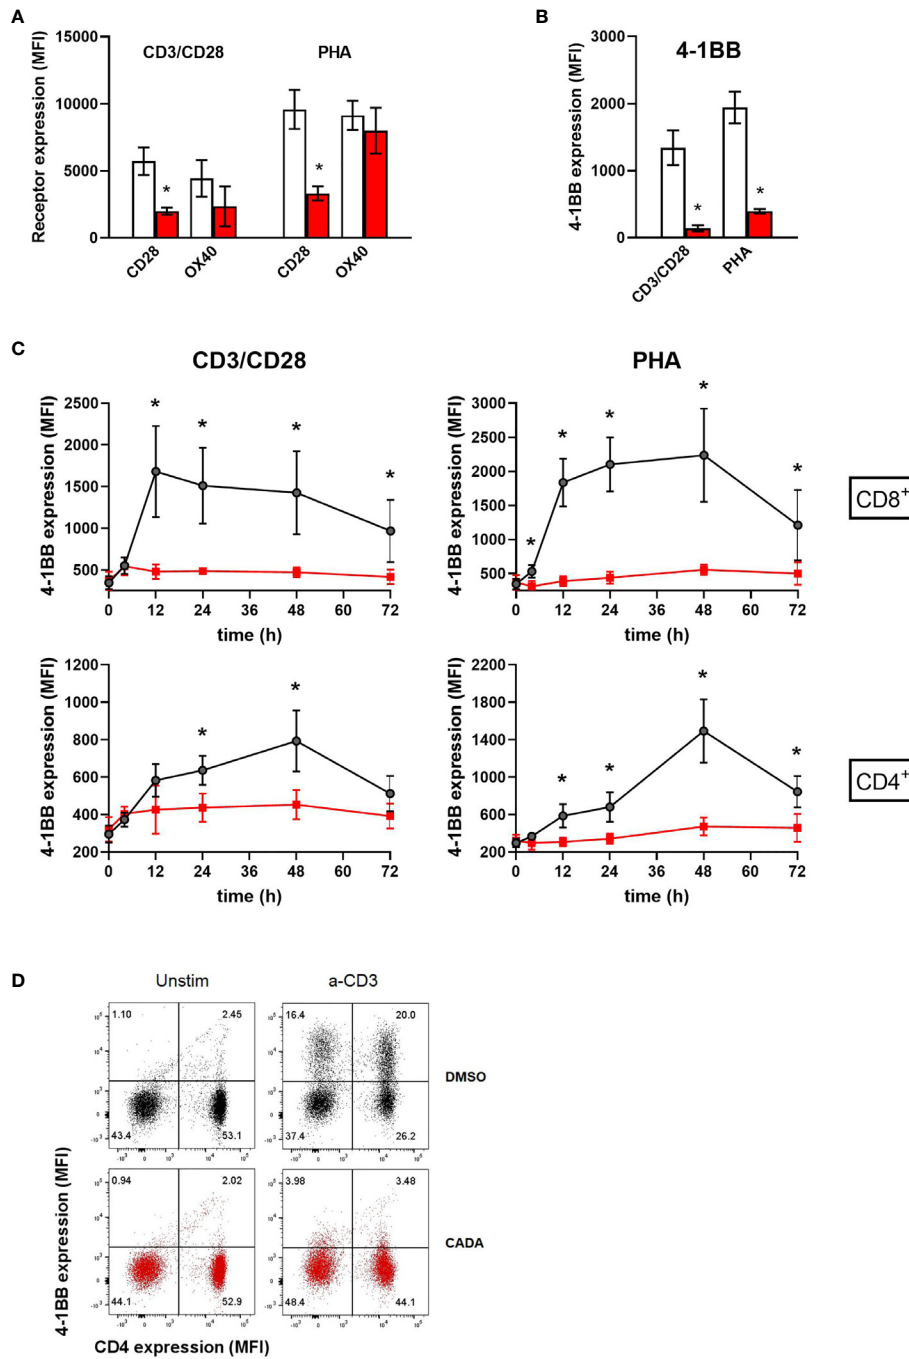 A
Receptor expression (MFI)
15000
10000
5000
0
CD3/CD28
PHA
*
*
CD28
OX40
CD28
OX40
B
4-1BB expression (MFI)
3000
2000
1000
0
4-1BB
*
*
CD3/CD28
PHA
C
CD3/CD28
4-1BB expression (MFI)
2500
2000
1500
1000
500
* * * *
0 12 24 36 48 60 72
time (h)
PHA
4-1BB expression (MFI)
3000
2500
2000
1500
1000
500
* * * * *
0 12 24 36 48 60 72
time (h)
CD8+
4-1BB expression (MFI)
1200
1000
800
600
400
200
* *
0 12 24 36 48 60 72
time (h)
4-1BB expression (MFI)
2200
1800
1400
1000
600
200
* * * *
0 12 24 36 48 60 72
time (h)
CD4+
D
Unstim
a-CD3
1.10 2.45
43.4 53.1
16.4 20.0
37.4 26.2
DMSO
0.94 2.02
44.1 52.9
3.98 3.48
48.4 44.1
CADA
4-1BB expression (MFI)
CD4 expression (MFI)